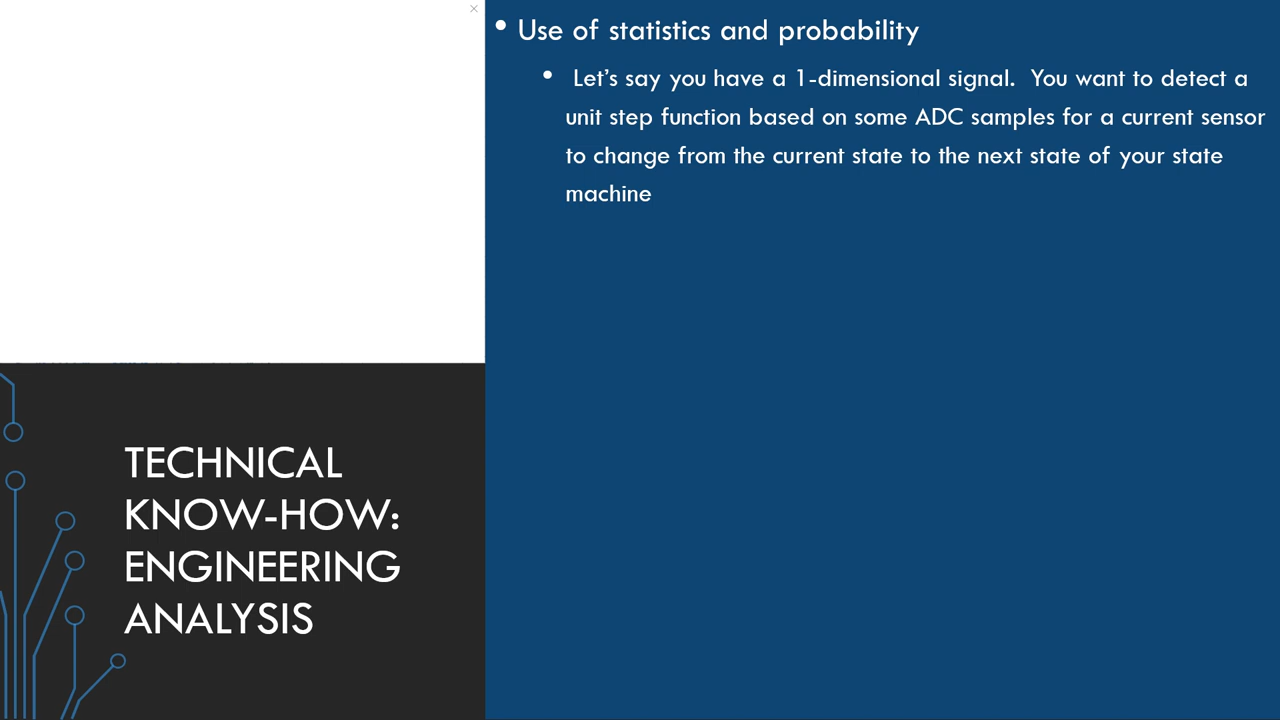 • Use of statistics and probability
• Let’s say you have a 1-dimensional signal.  You want to detect a
unit step function based on some ADC samples for a current sensor
to change from the current state to the next state of your state
machine
TECHNICAL
KNOW-HOW:
ENGINEERING
ANALYSIS